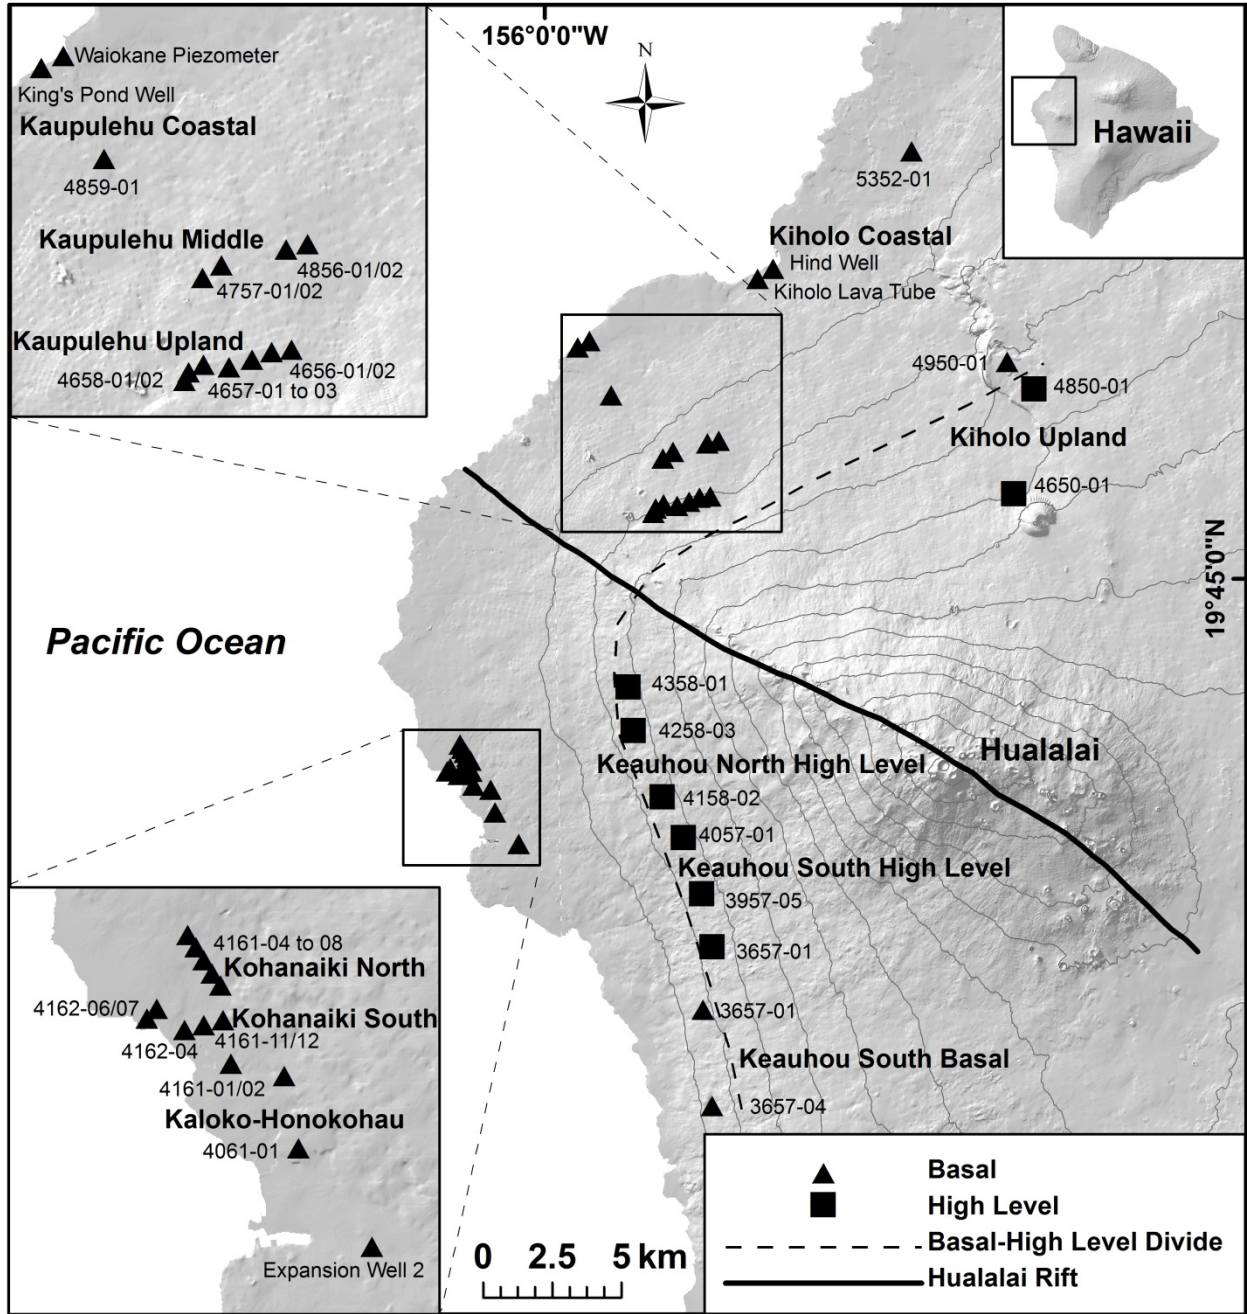 156°0'0"W
N
Waiokane Piezometer
King's Pond Well
Kaupulehu Coastal
4859-01
Kaupulehu Middle
4856-01/02
4757-01/02
Kaupulehu Upland
4658-01/02
4656-01/02
4657-01 to 03
Hawaii
5352-01
Kiholo Coastal
Hind Well
Kiholo Lava Tube
4950-01
4850-01
Kiholo Upland
4650-01
19°45'0"N
Pacific Ocean
4358-01
4258-03
Hualalai
Keauhou North High Level
4158-02
4057-01
Keauhou South High Level
3957-05
3657-01
3657-01
Keauhou South Basal
3657-04
4161-04 to 08
Kohanaiki North
4162-06/07
Kohanaiki South
4162-04
4161-11/12
4161-01/02
Kaloko-Honokohau
4061-01
Expansion Well 2
0 2.5 5 km
Basal
High Level
Basal-High Level Divide
Hualalai Rift